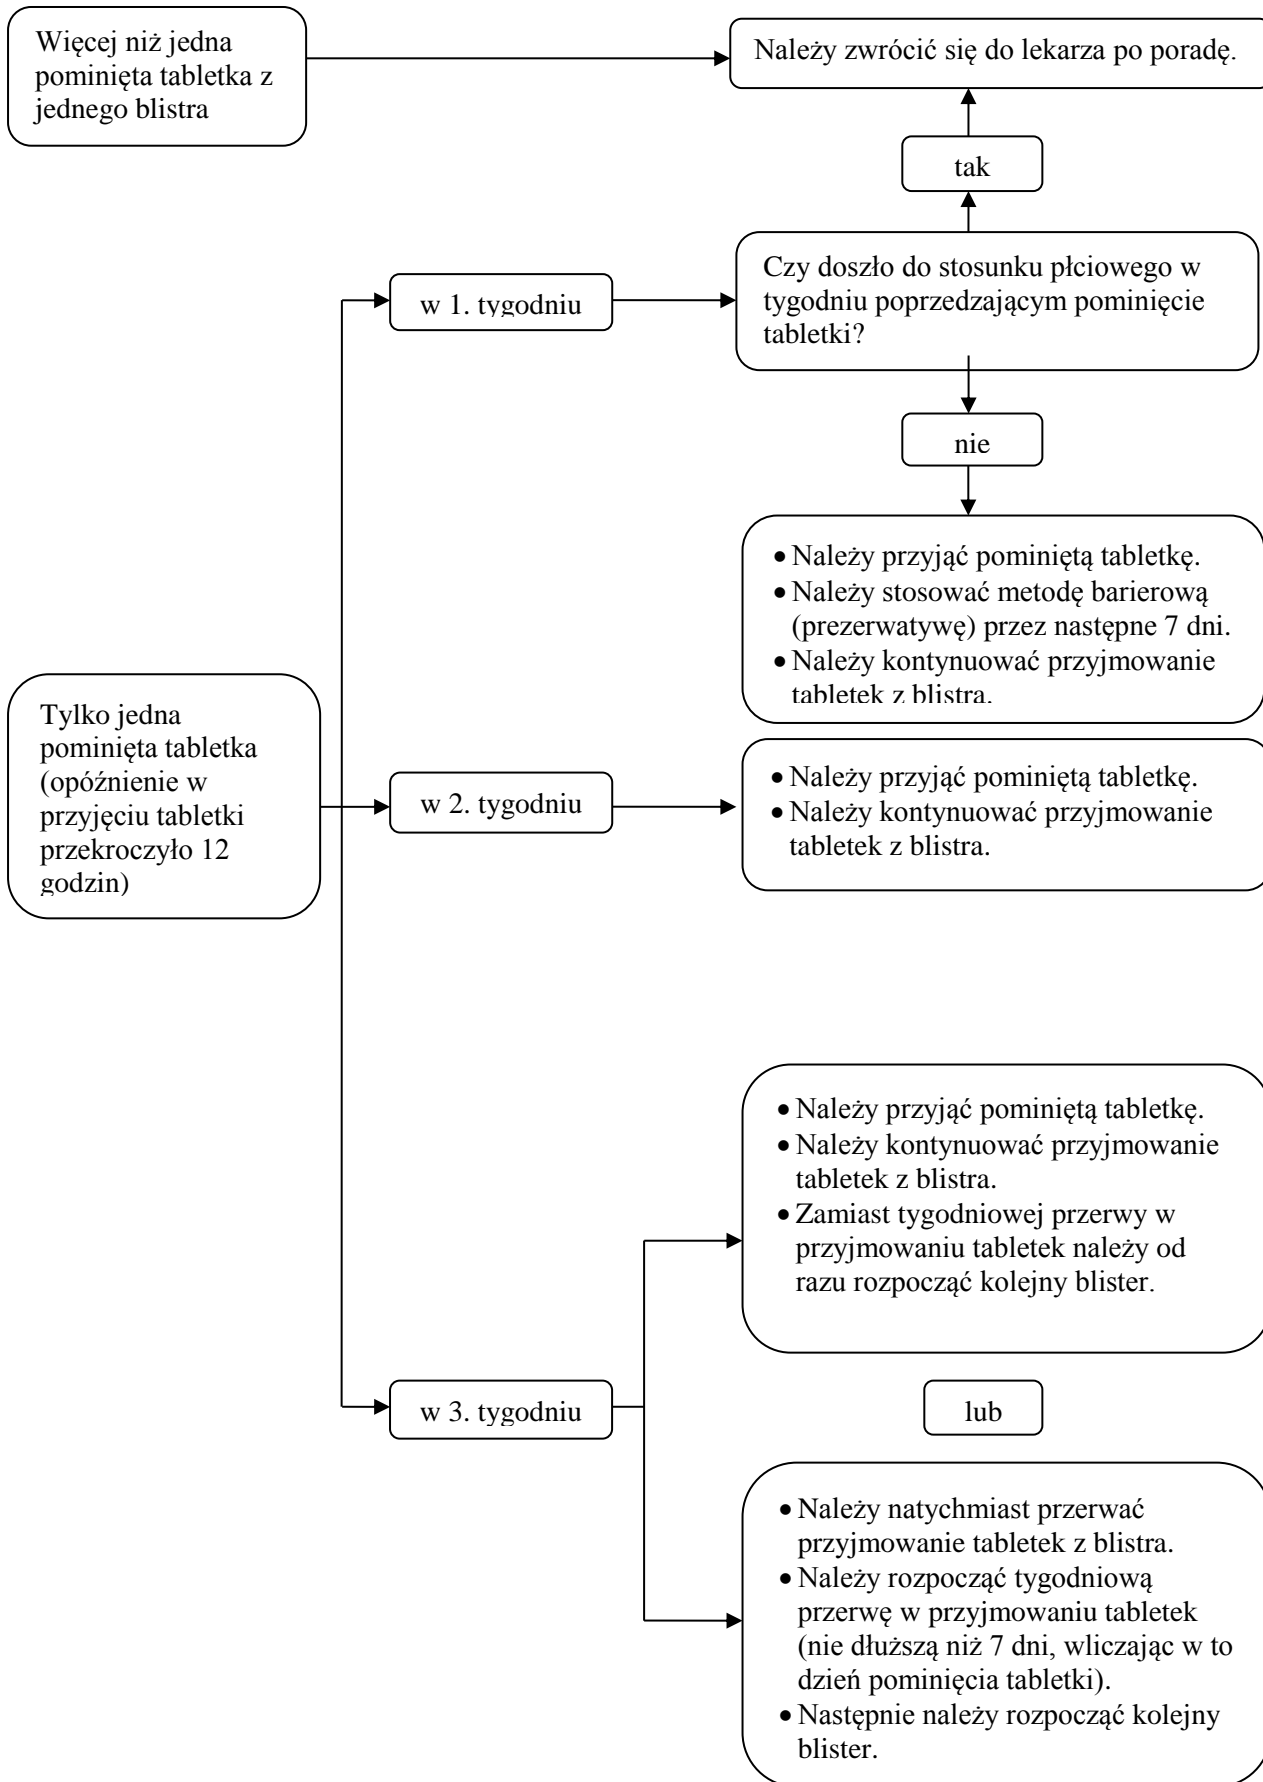 Więcej niż jedna
pominięta tabletka z
jednego blistra
Należy zwrócić się do lekarza po poradę.
tak
Czy doszło do stosunku płciowego w
tygodniu poprzedzającym pominięcie
tabletki?
w 1. tygodniu
nie
• Należy przyjąć pominiętą tabletkę.
• Należy stosować metodę barierową
(prezerwatywę) przez następne 7 dni.
• Należy kontynuować przyjmowanie
tabletek z blistra.
Tylko jedna
pominięta tabletka
(opóźnienie w
przyjęciu tabletki
przekroczyło 12
godzin)
w 2. tygodniu
• Należy przyjąć pominiętą tabletkę.
• Należy kontynuować przyjmowanie
tabletek z blistra.
• Należy przyjąć pominiętą tabletkę.
• Należy kontynuować przyjmowanie
tabletek z blistra.
• Zamiast tygodniowej przerwy w
przyjmowaniu tabletek należy od
razu rozpocząć kolejny blister.
w 3. tygodniu
lub
• Należy natychmiast przerwać
przyjmowanie tabletek z blistra.
• Należy rozpocząć tygodniową
przerwę w przyjmowaniu tabletek
(nie dłuższą niż 7 dni, wliczając w to
dzień pominięcia tabletki).
• Następnie należy rozpocząć kolejny
blister.